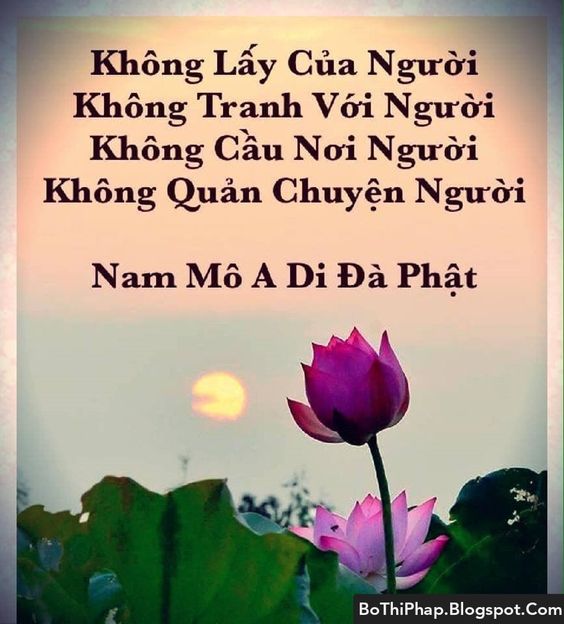 Không Lấy Của Người
Không Tranh Với Người
Không Cầu Nơi Người
Không Quản Chuyện Người
Nam Mô A Di Đà Phật
BoThiPhap.Blogspot.Com